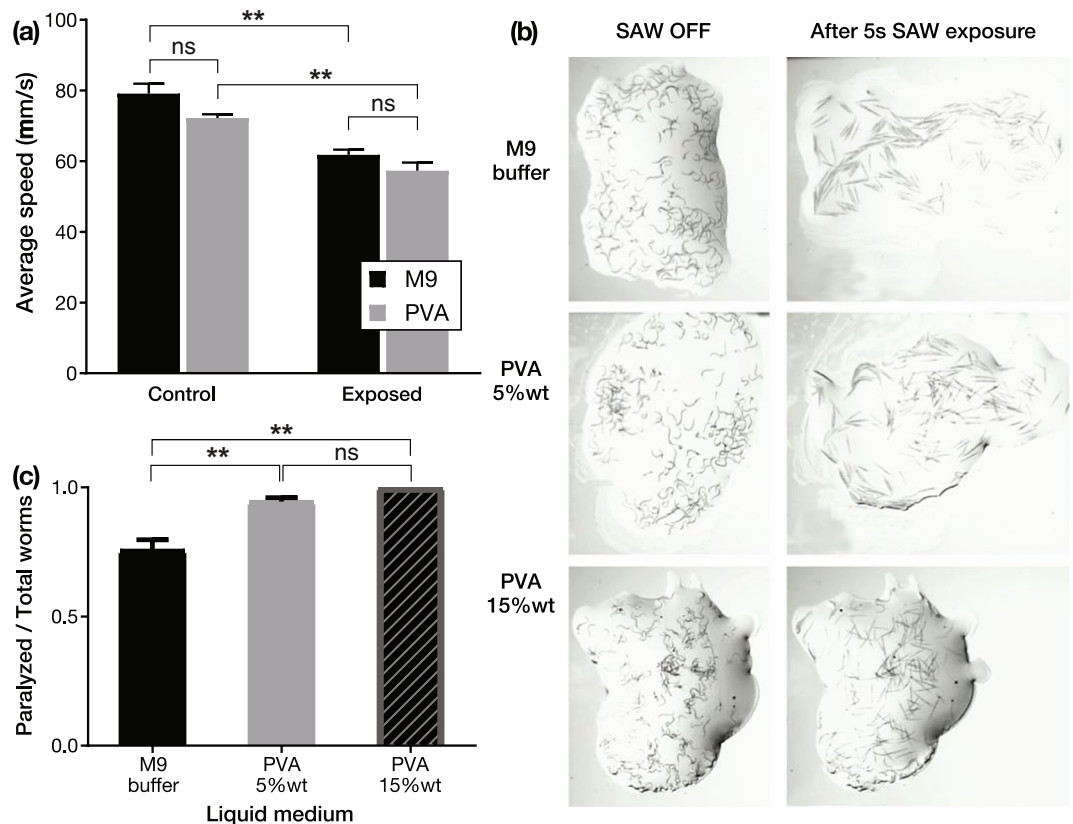 (a)
100
80
60
40
20
0
Average speed (mm/s)
**
ns
**
ns
M9
PVA
Control
Exposed
(b)
SAW OFF
After 5s SAW exposure
M9
buffer
PVA
5%wt
PVA
15%wt
(c)
**
**
ns
1.0
0.5
0.0
Paralyzed / Total worms
M9
buffer
PVA
5%wt
PVA
15%wt
Liquid medium